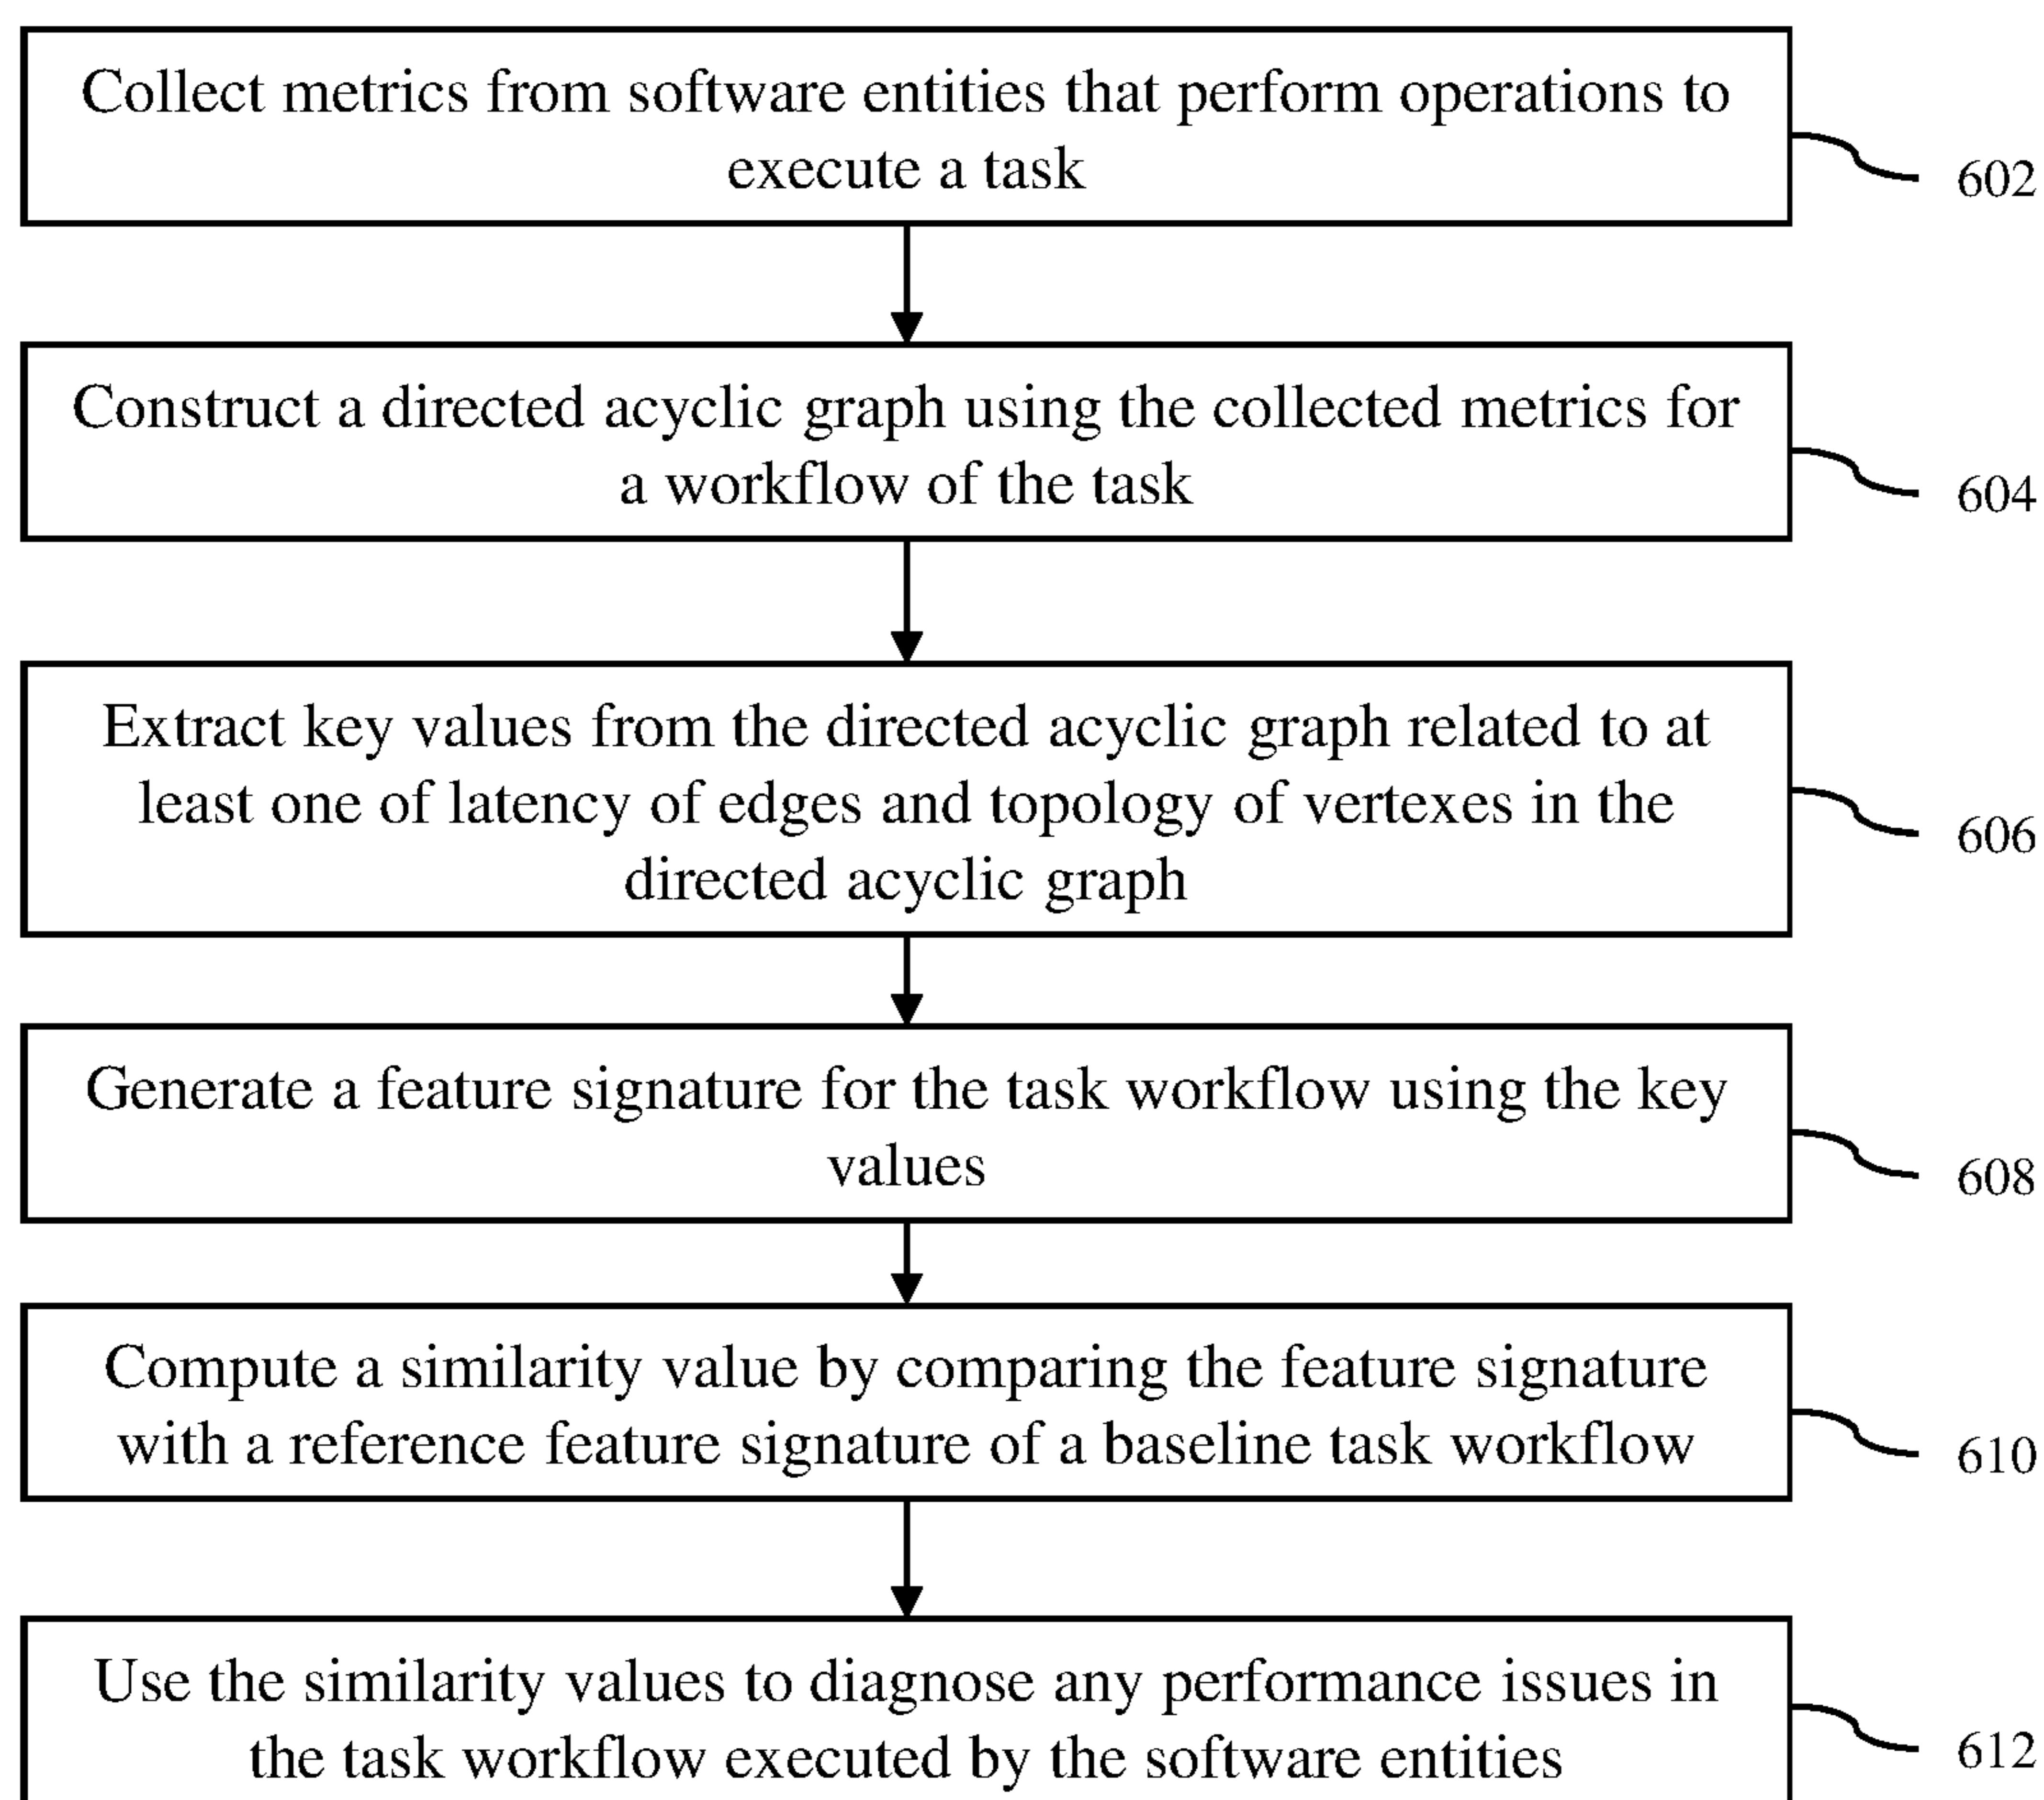 Collect metrics from software entities that perform operations to
execute a task
602
Construct a directed acyclic graph using the collected metrics for
a workflow of the task
604
Extract key values from the directed acyclic graph related to at
least one of latency of edges and topology of vertexes in the
directed acyclic graph
606
Generate a feature signature for the task workflow using the key
values
608
Compute a similarity value by comparing the feature signature
with a reference feature signature of a baseline task workflow
610
Use the similarity values to diagnose any performance issues in
the task workflow executed by the software entities
612